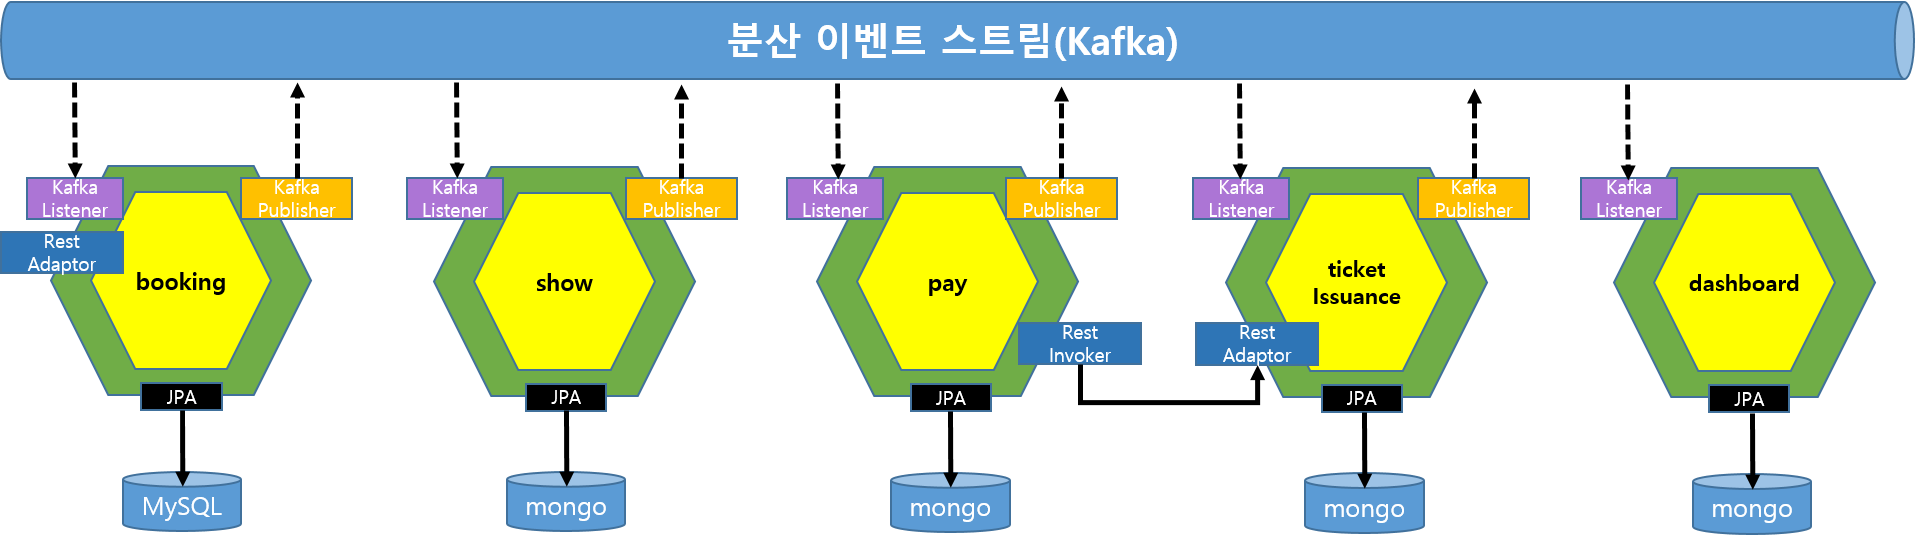 분산 이벤트 스트림(Kafka)
Kafka
Listener
Kafka
Publisher
Rest
Adaptor
booking
JPA
MySQL
Kafka
Listener
Kafka
Publisher
show
JPA
mongo
Kafka
Listener
Kafka
Publisher
pay
Rest
Invoker
JPA
mongo
Kafka
Listener
Kafka
Publisher
ticket
Issuance
Rest
Adaptor
JPA
mongo
Kafka
Listener
dashboard
JPA
mongo